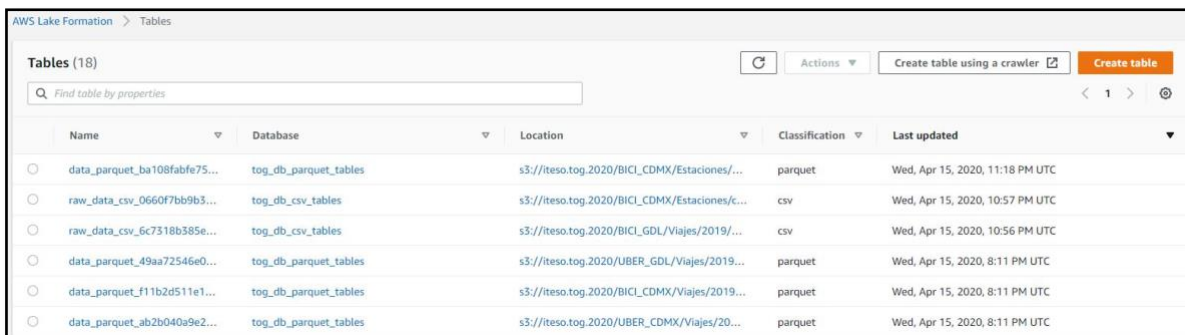 AWS Lake Formation > Tables
Tables (18) Actions Create table using a crawler Create table
Find table by properties 1
Name Database Location Classification Last updated
data_parquet_ba108fabfe75... tog_db_parquet_tables s3://iteso.tog.2020/BICI_CDMX/Estaciones/... parquet Wed, Apr 15, 2020, 11:18 PM UTC
raw_data_csv_0660f7bb9b3... tog_db_csv_tables s3://iteso.tog.2020/BICI_CDMX/Estaciones/c... csv Wed, Apr 15, 2020, 10:57 PM UTC
raw_data_csv_6c7318b385e... tog_db_csv_tables s3://iteso.tog.2020/BICI_GDL/Viajes/2019/... csv Wed, Apr 15, 2020, 10:56 PM UTC
data_parquet_49aa72546e0... tog_db_parquet_tables s3://iteso.tog.2020/UBER_GDL/Viajes/2019... parquet Wed, Apr 15, 2020, 8:11 PM UTC
data_parquet_f11b2d511e1... tog_db_parquet_tables s3://iteso.tog.2020/BICI_CDMX/Viajes/2019... parquet Wed, Apr 15, 2020, 8:11 PM UTC
data_parquet_ab2b040a9e2... tog_db_parquet_tables s3://iteso.tog.2020/UBER_CDMX/Viajes/20... parquet Wed, Apr 15, 2020, 8:11 PM UTC